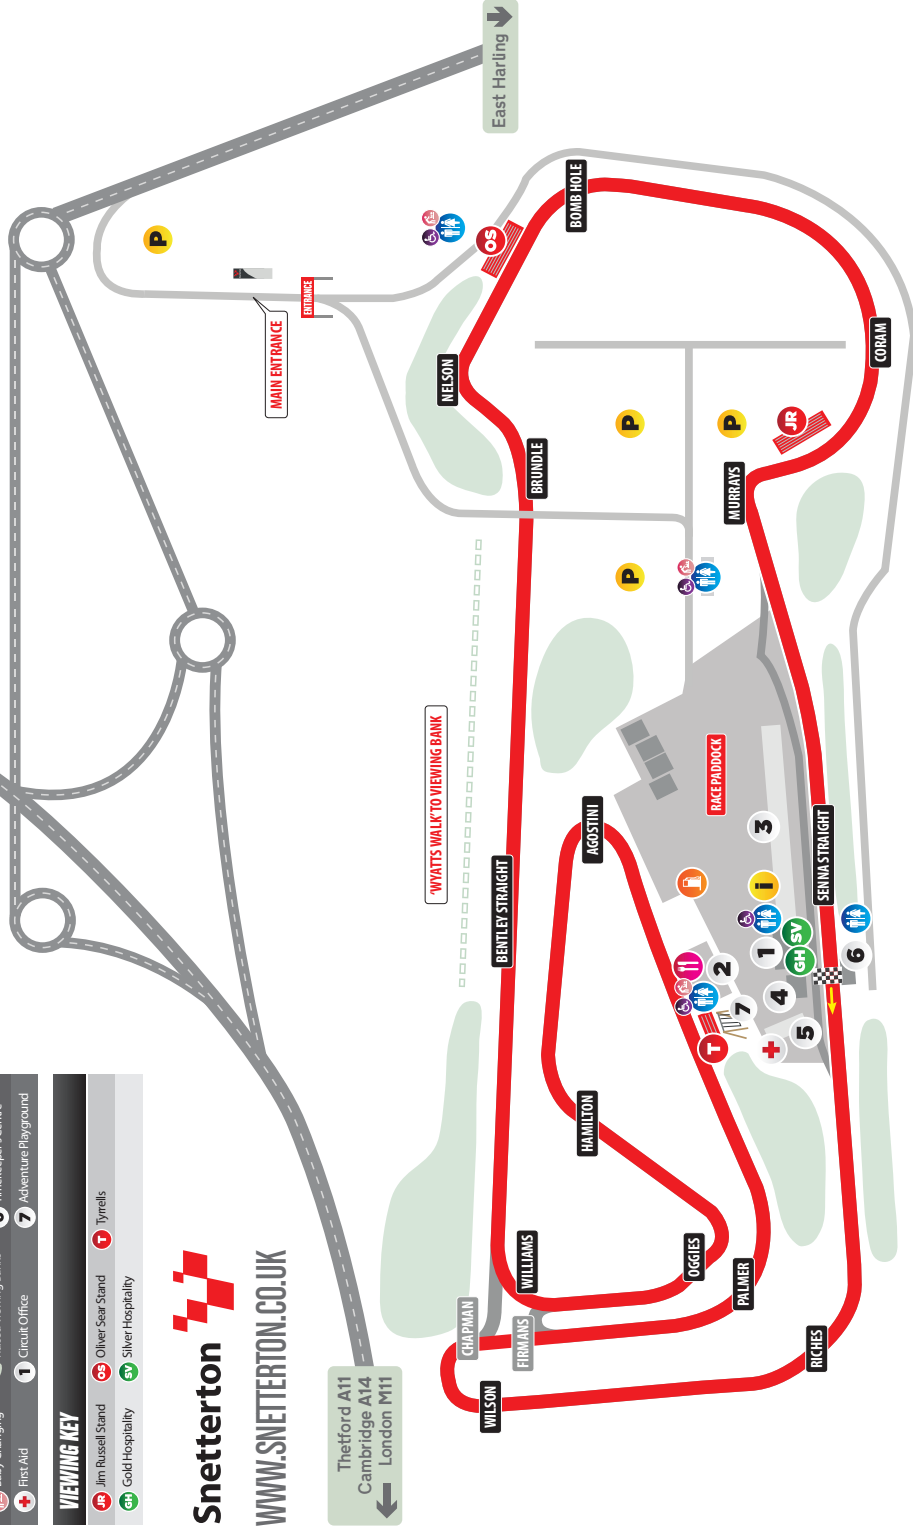 East Harling
P
MAIN ENTRANCE
ENTRANCE
OS
BOMB HOLE
NELSON
CORAM
BRUNDLE
P
P
JR
MURRAYS
P
'WYATTS WALK' TO VIEWING BANK
RACE PADDOCK
AGOSTINI
BENTLEY STRAIGHT
SENNA STRAIGHT
3
i
SV
GH
1
2
6
4
7
5
T
HAMILTON
WILLIAMS
OGGIES
PALMER
CHAPMAN
FIRMANS
RICHES
WILSON
First Aid
1 Circuit Office
7 Adventure Playground
VIEWING KEY
JR Jim Russell Stand
OS Oliver Sear Stand
T Tyrrells
GH Gold Hospitality
SV Silver Hospitality
Snetterton
WWW.SNETTERTON.CO.UK
Thetford A11
Cambridge A14
London M11